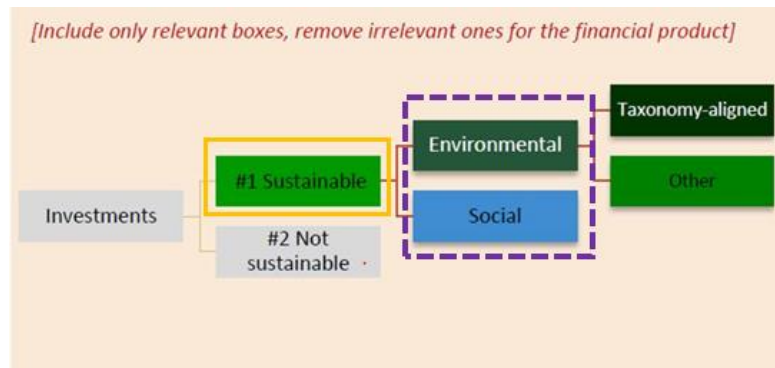 [Include only relevant boxes, remove irrelevant ones for the financial product]
Taxonomy-aligned
Environmental
#1 Sustainable
Other
Investments
Social
#2 Not
sustainable